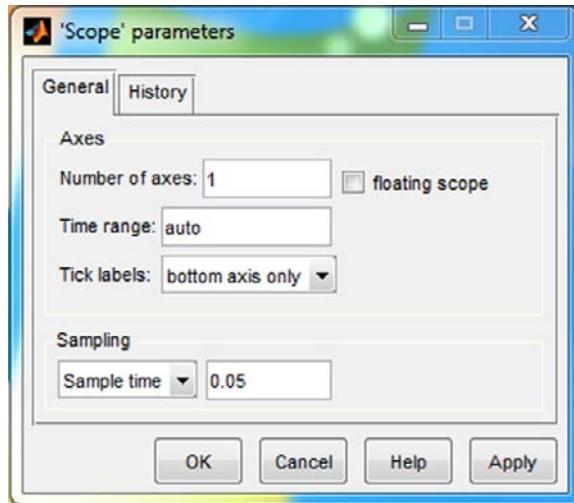 'Scope' parameters
General History
Axes
Number of axes: 1 floating scope
Time range: auto
Tick labels: bottom axis only
Sampling
Sample time 0.05
OK Cancel Help Apply